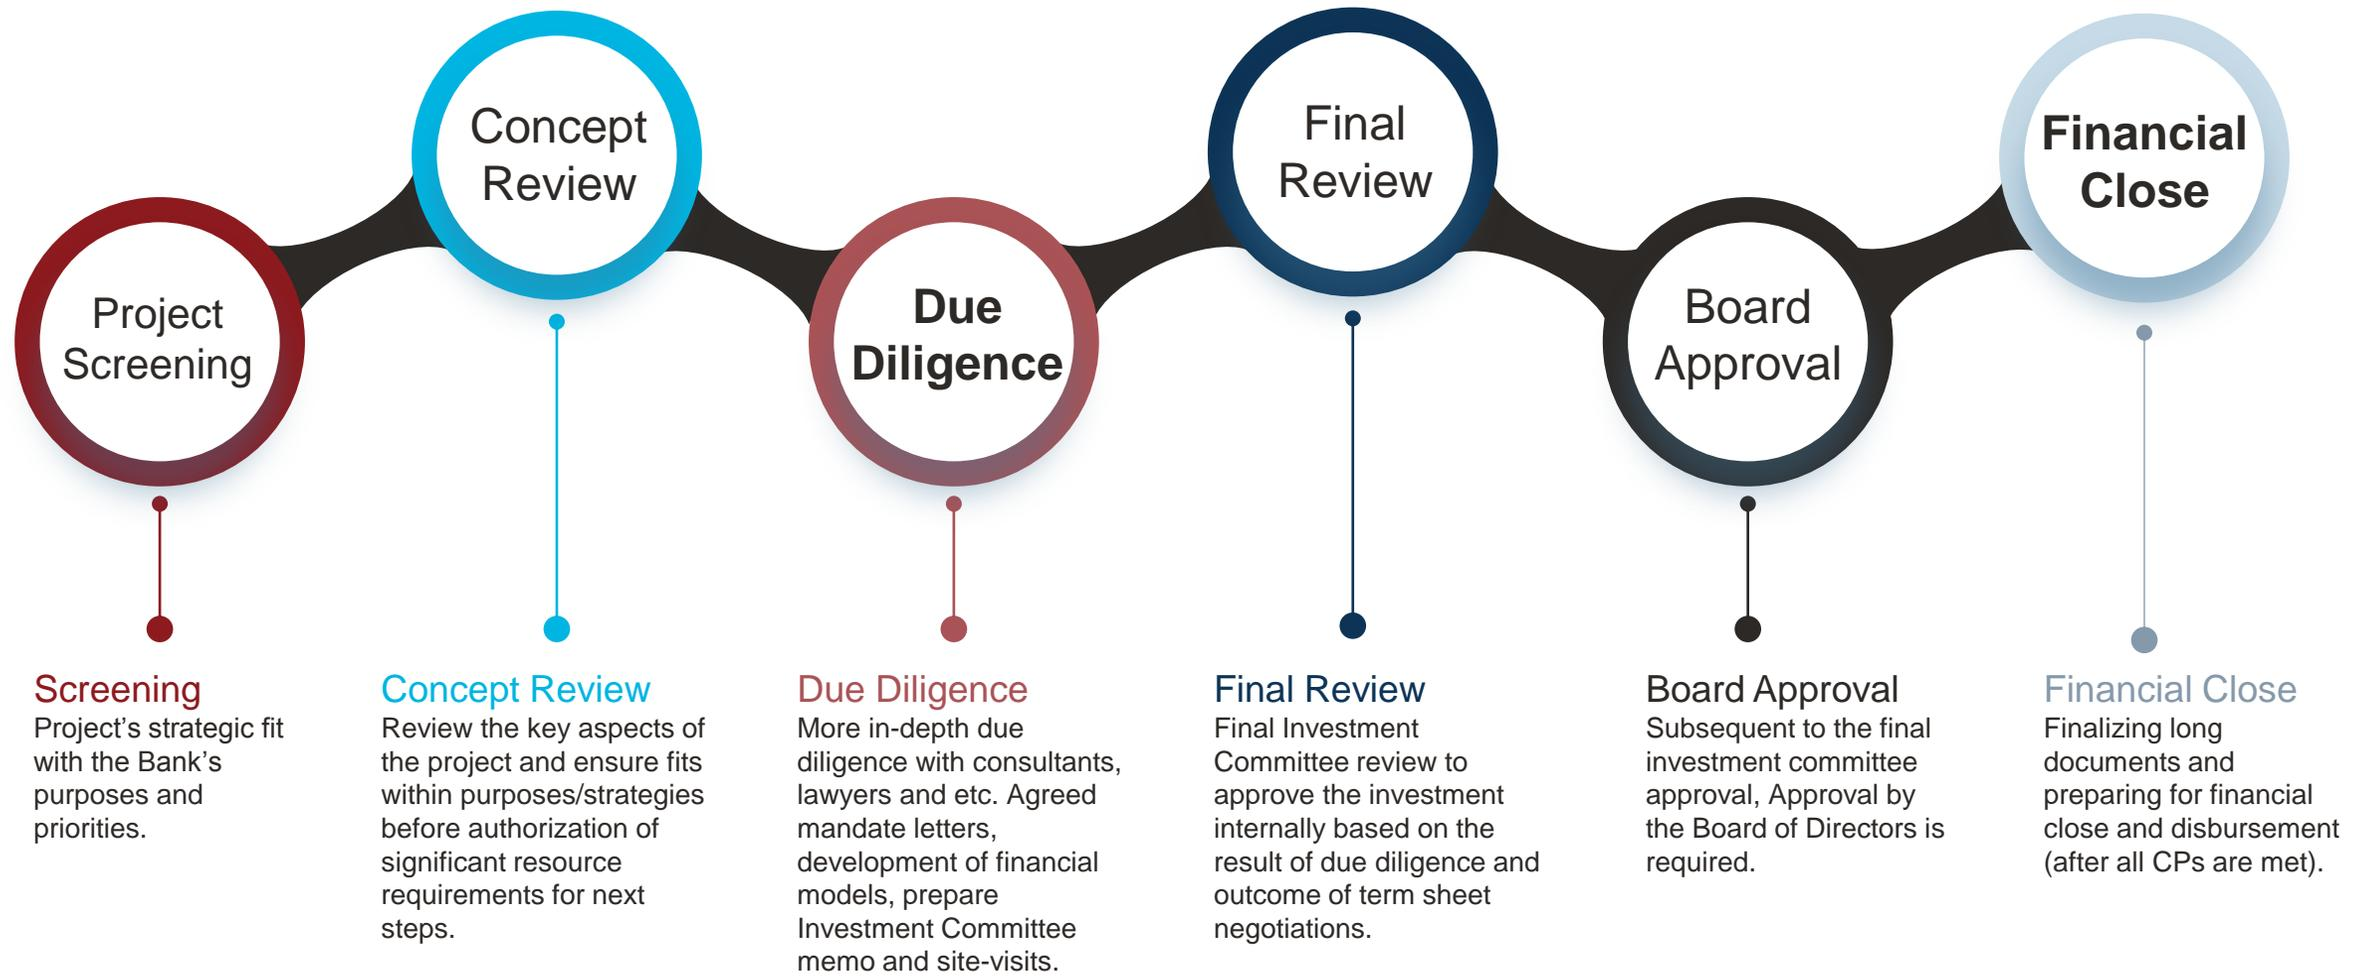 Project
Screening
Concept
Review
Due
Diligence
Final
Review
Board
Approval
Financial
Close
Screening
Project’s strategic fit
with the Bank’s
purposes and
priorities.
Concept Review
Review the key aspects of
the project and ensure fits
within purposes/strategies
before authorization of
significant resource
requirements for next
steps.
Due Diligence
More in-depth due
diligence with consultants,
lawyers and etc. Agreed
mandate letters,
development of financial
models, prepare
Investment Committee
memo and site-visits.
Final Review
Final Investment
Committee review to
approve the investment
internally based on the
result of due diligence and
outcome of term sheet
negotiations.
Board Approval
Subsequent to the final
investment committee
approval, Approval by
the Board of Directors is
required.
Financial Close
Finalizing long
documents and
preparing for financial
close and disbursement
(after all CPs are met).